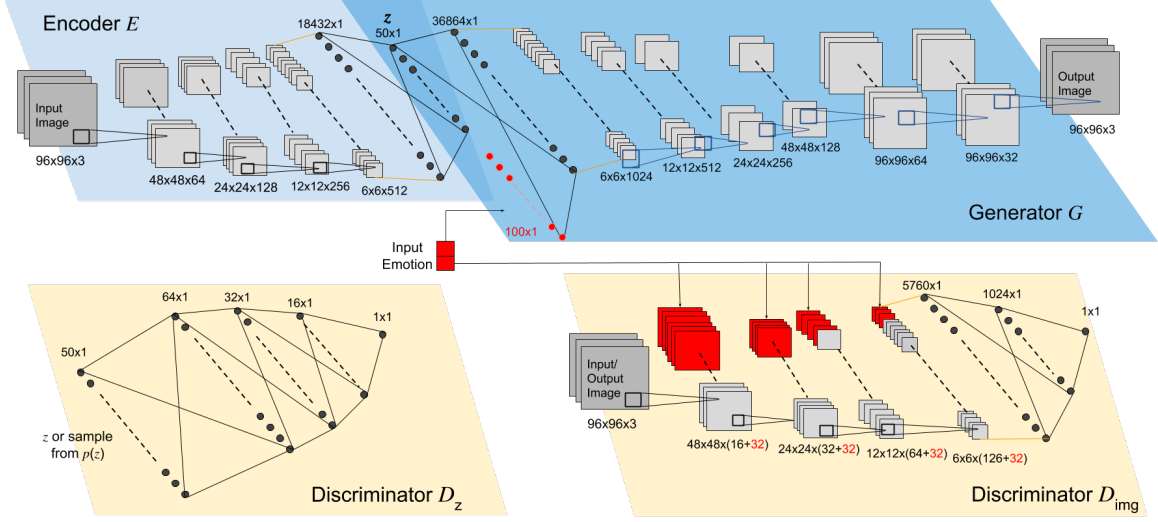 Encoder E
18432x1
z
50x1
36864x1
Input
Image
96x96x3
48x48x64
24x24x128
12x12x256
6x6x512
100x1
6x6x1024
12x12x512
24x24x256
48x48x128
96x96x64
96x96x32
Output
Image
96x96x3
Generator G
Input
Emotion
50x1
64x1
32x1
16x1
1x1
z or sample
from p(z)
Discriminator Dz
Input/
Output
Image
96x96x3
48x48x(16+32)
24x24x(32+32)
12x12x(64+32)
6x6x(126+32)
5760x1
1024x1
1x1
Discriminator Dimg